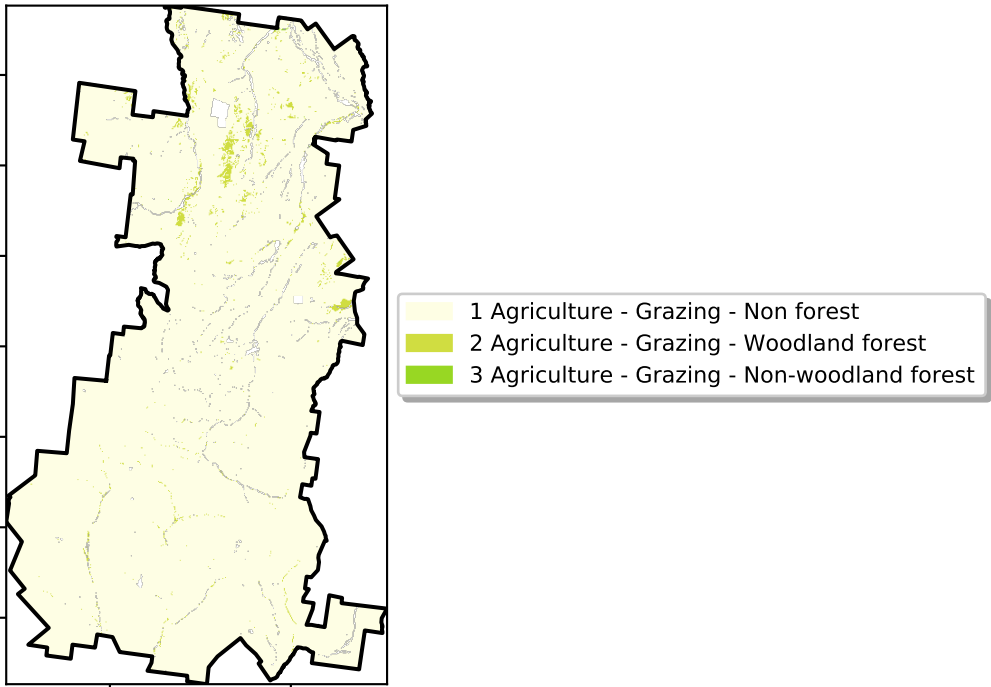 1 Agriculture - Grazing - Non forest
2 Agriculture - Grazing - Woodland forest
3 Agriculture - Grazing - Non-woodland forest